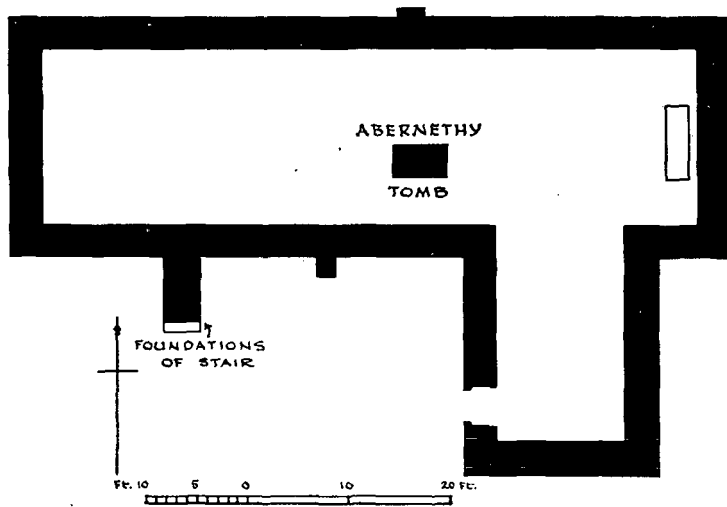 ABERNETHY
TOMB
FOUNDATIONS
OF STAIR
Ft. 10 5 0 10 20 Ft.